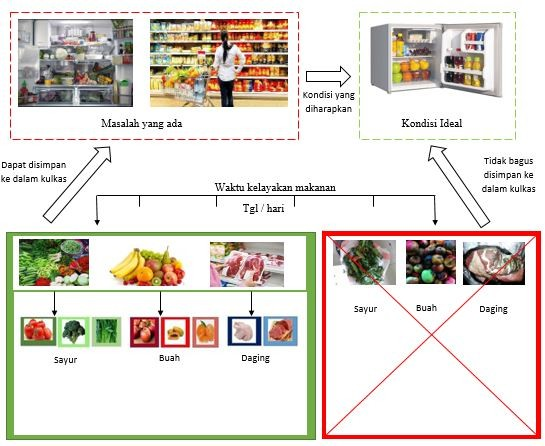 Masalah yang ada
Kondisi yang
diharapkan
Kondisi Ideal
Dapat disimpan
ke dalam kulkas
Tidak bagus
disimpan ke
dalam kulkas
Waktu kelayakan makanan
Tgl / hari
Sayur
Buah
Daging
Sayur
Buah
Daging